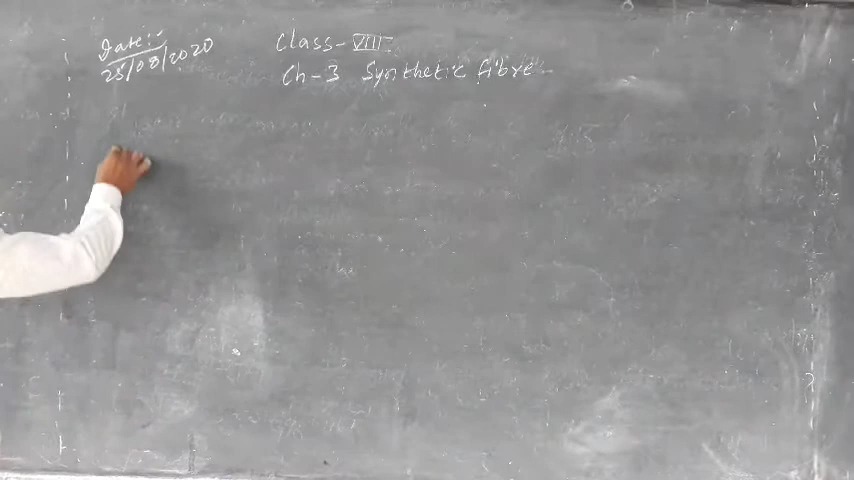 Date:-
25/08/2020
Class-VIII
Ch-3 Synthetic fibre-